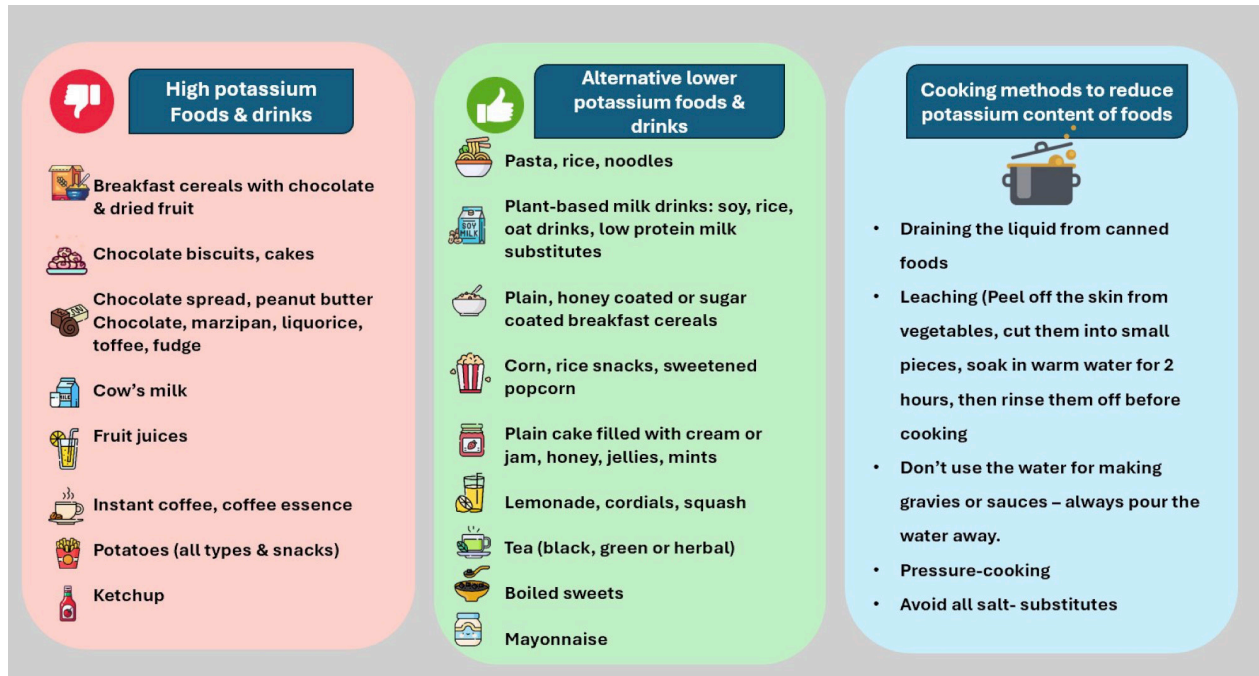 High potassium
Foods & drinks
Breakfast cereals with chocolate
& dried fruit
Chocolate biscuits, cakes
Chocolate spread, peanut butter
Chocolate, marzipan, liquorice,
toffee, fudge
Cow's milk
Fruit juices
Instant coffee, coffee essence
Potatoes (all types & snacks)
Ketchup
Alternative lower
potassium foods &
drinks
Pasta, rice, noodles
SOY
MILK
Plant-based milk drinks: soy, rice,
oat drinks, low protein milk
substitutes
Plain, honey coated or sugar
coated breakfast cereals
Corn, rice snacks, sweetened
popcorn
Plain cake filled with cream or
jam, honey, jellies, mints
Lemonade, cordials, squash
Tea (black, green or herbal)
Boiled sweets
Mayonnaise
Cooking methods to reduce
potassium content of foods
• Draining the liquid from canned
foods
• Leaching (Peel off the skin from
vegetables, cut them into small
pieces, soak in warm water for 2
hours, then rinse them off before
cooking
• Don't use the water for making
gravies or sauces – always pour the
water away.
• Pressure-cooking
• Avoid all salt- substitutes